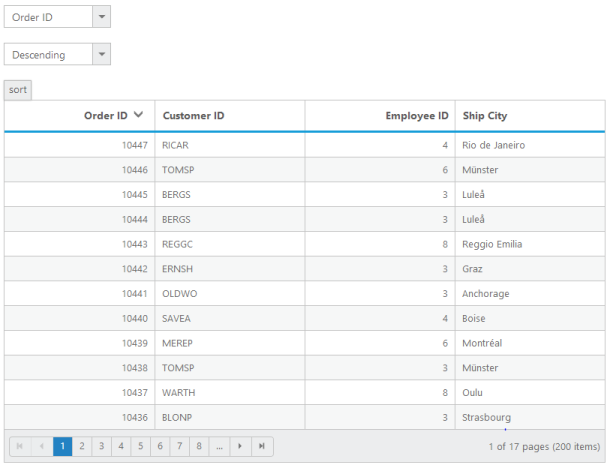 Order ID
Descending
sort
Order ID Customer ID Employee ID Ship City
10447 RICAR 4 Rio de Janeiro
10446 TOMSP 6 Münster
10445 BERGS 3 Luleå
10444 BERGS 3 Luleå
10443 REGGC 8 Reggio Emilia
10442 ERNSH 3 Graz
10441 OLDWO 3 Anchorage
10440 SAVEA 4 Boise
10439 MEREP 6 Montréal
10438 TOMSP 3 Münster
10437 WARTH 8 Oulu
10436 BLONP 3 Strasbourg
1 2 3 4 5 6 7 8 ... 1 of 17 pages (200 items)